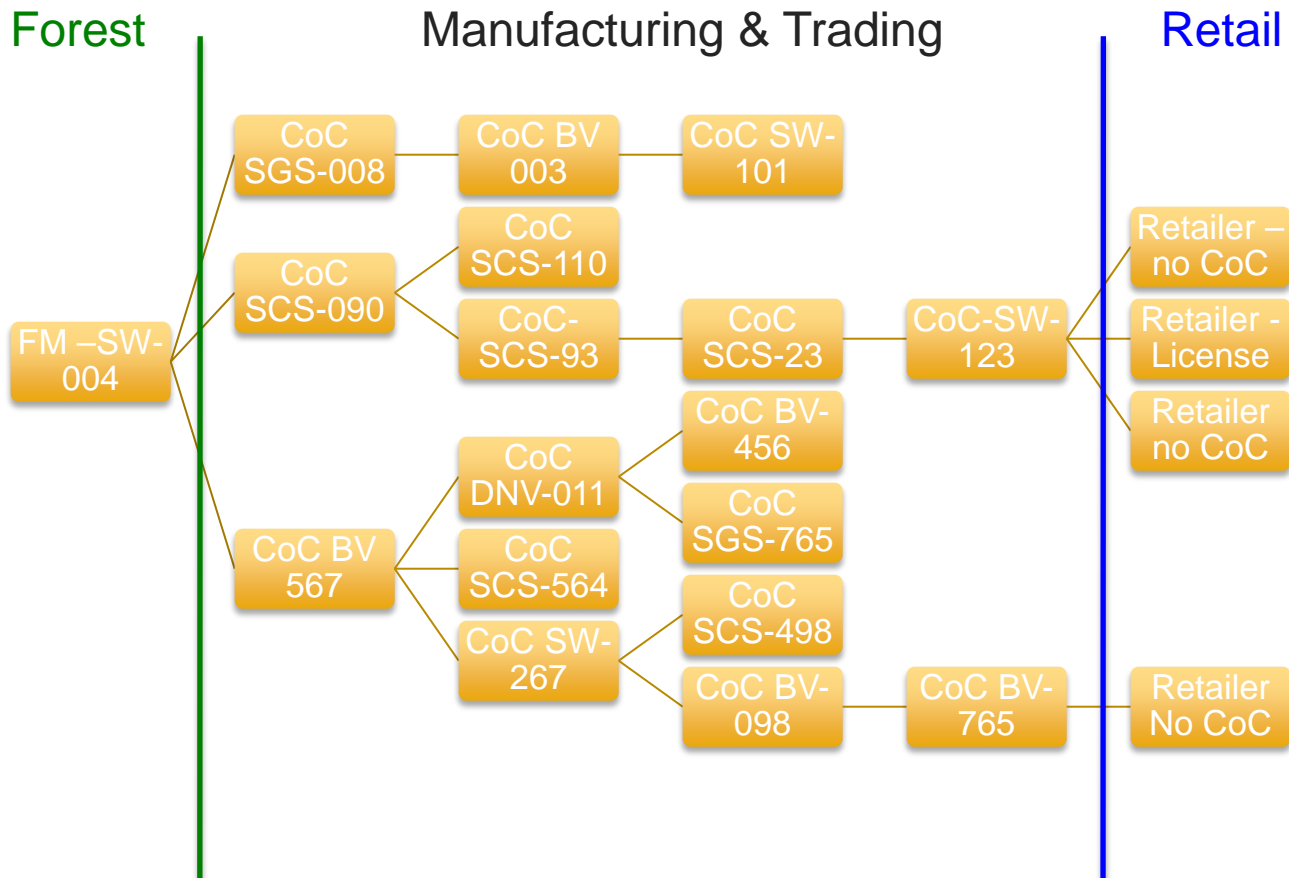 Forest
Manufacturing & Trading
Retail
CoC
SGS-008
CoC BV
003
CoC SW-
101
CoC
SCS-110
Retailer –
no CoC
CoC
SCS-090
CoC-
SCS-93
CoC
SCS-23
CoC-SW-
123
Retailer -
License
FM –SW-
004
CoC BV-
456
Retailer
no CoC
CoC
DNV-011
CoC
SGS-765
CoC BV
567
CoC
SCS-564
CoC
SCS-498
CoC SW-
267
CoC BV-
098
CoC BV-
765
Retailer
No CoC